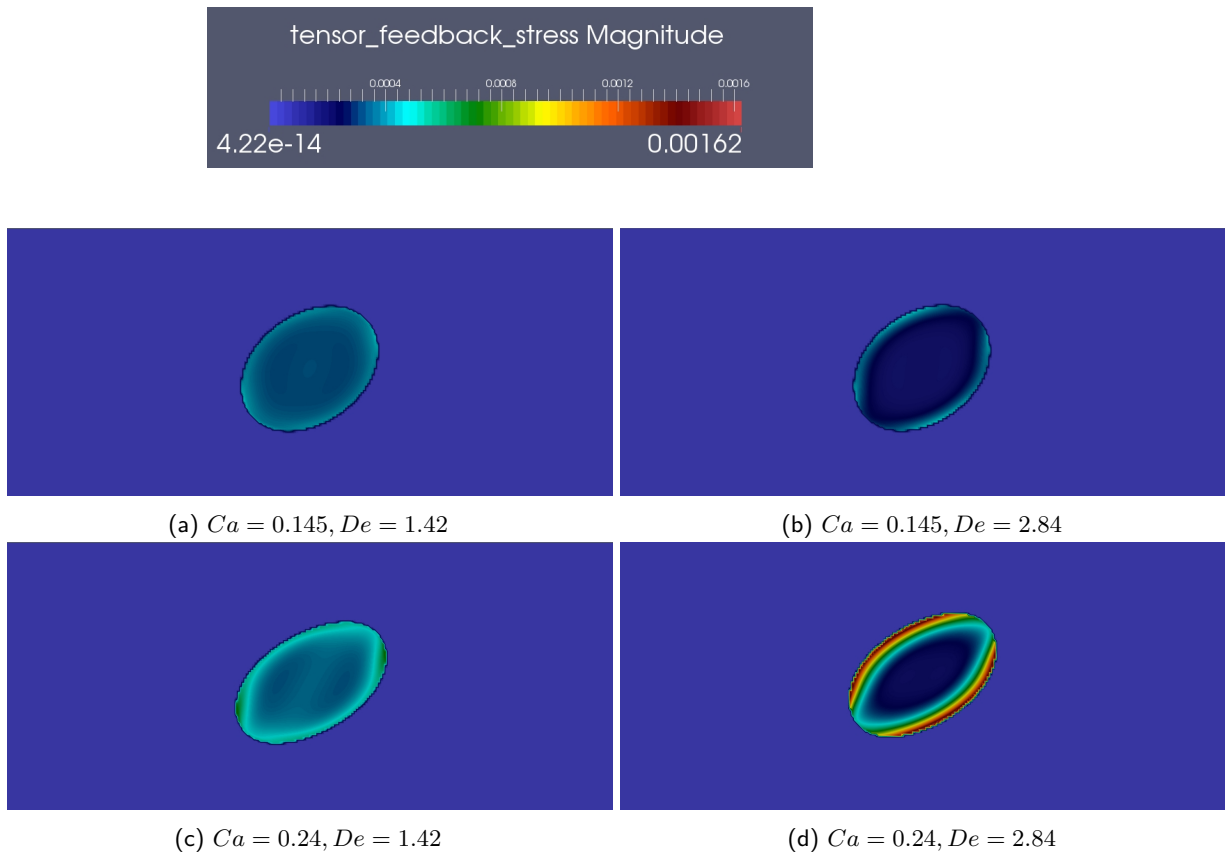 tensor_feedback_stress Magnitude
0.0004 0.0008 0.0012 0.0016
4.22e-14 0.00162
(a) Ca = 0.145, De = 1.42 (b) Ca = 0.145, De = 2.84
(c) Ca = 0.24, De = 1.42 (d) Ca = 0.24, De = 2.84